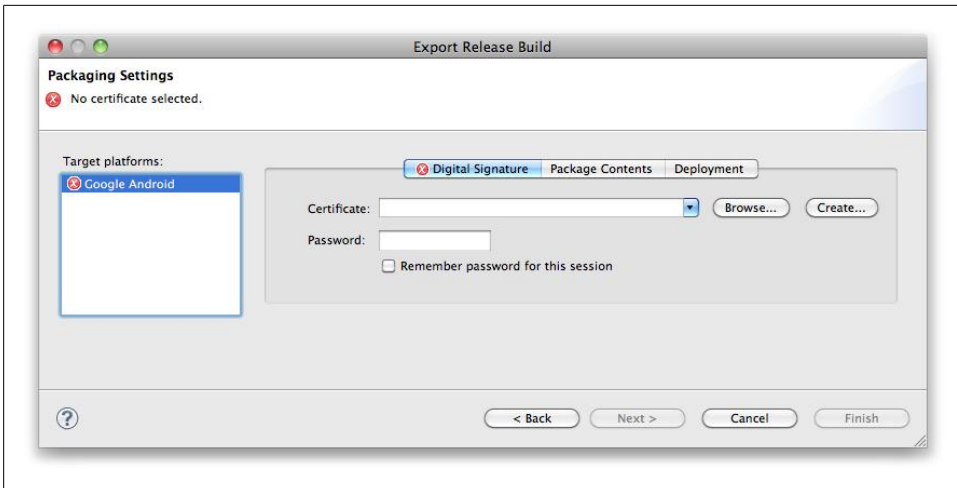 Export Release Build
Packaging Settings
No certificate selected.
Target platforms:
Google Android
Digital Signature Package Contents Deployment
Certificate: Browse... Create...
Password:
Remember password for this session
? < Back Next > Cancel Finish